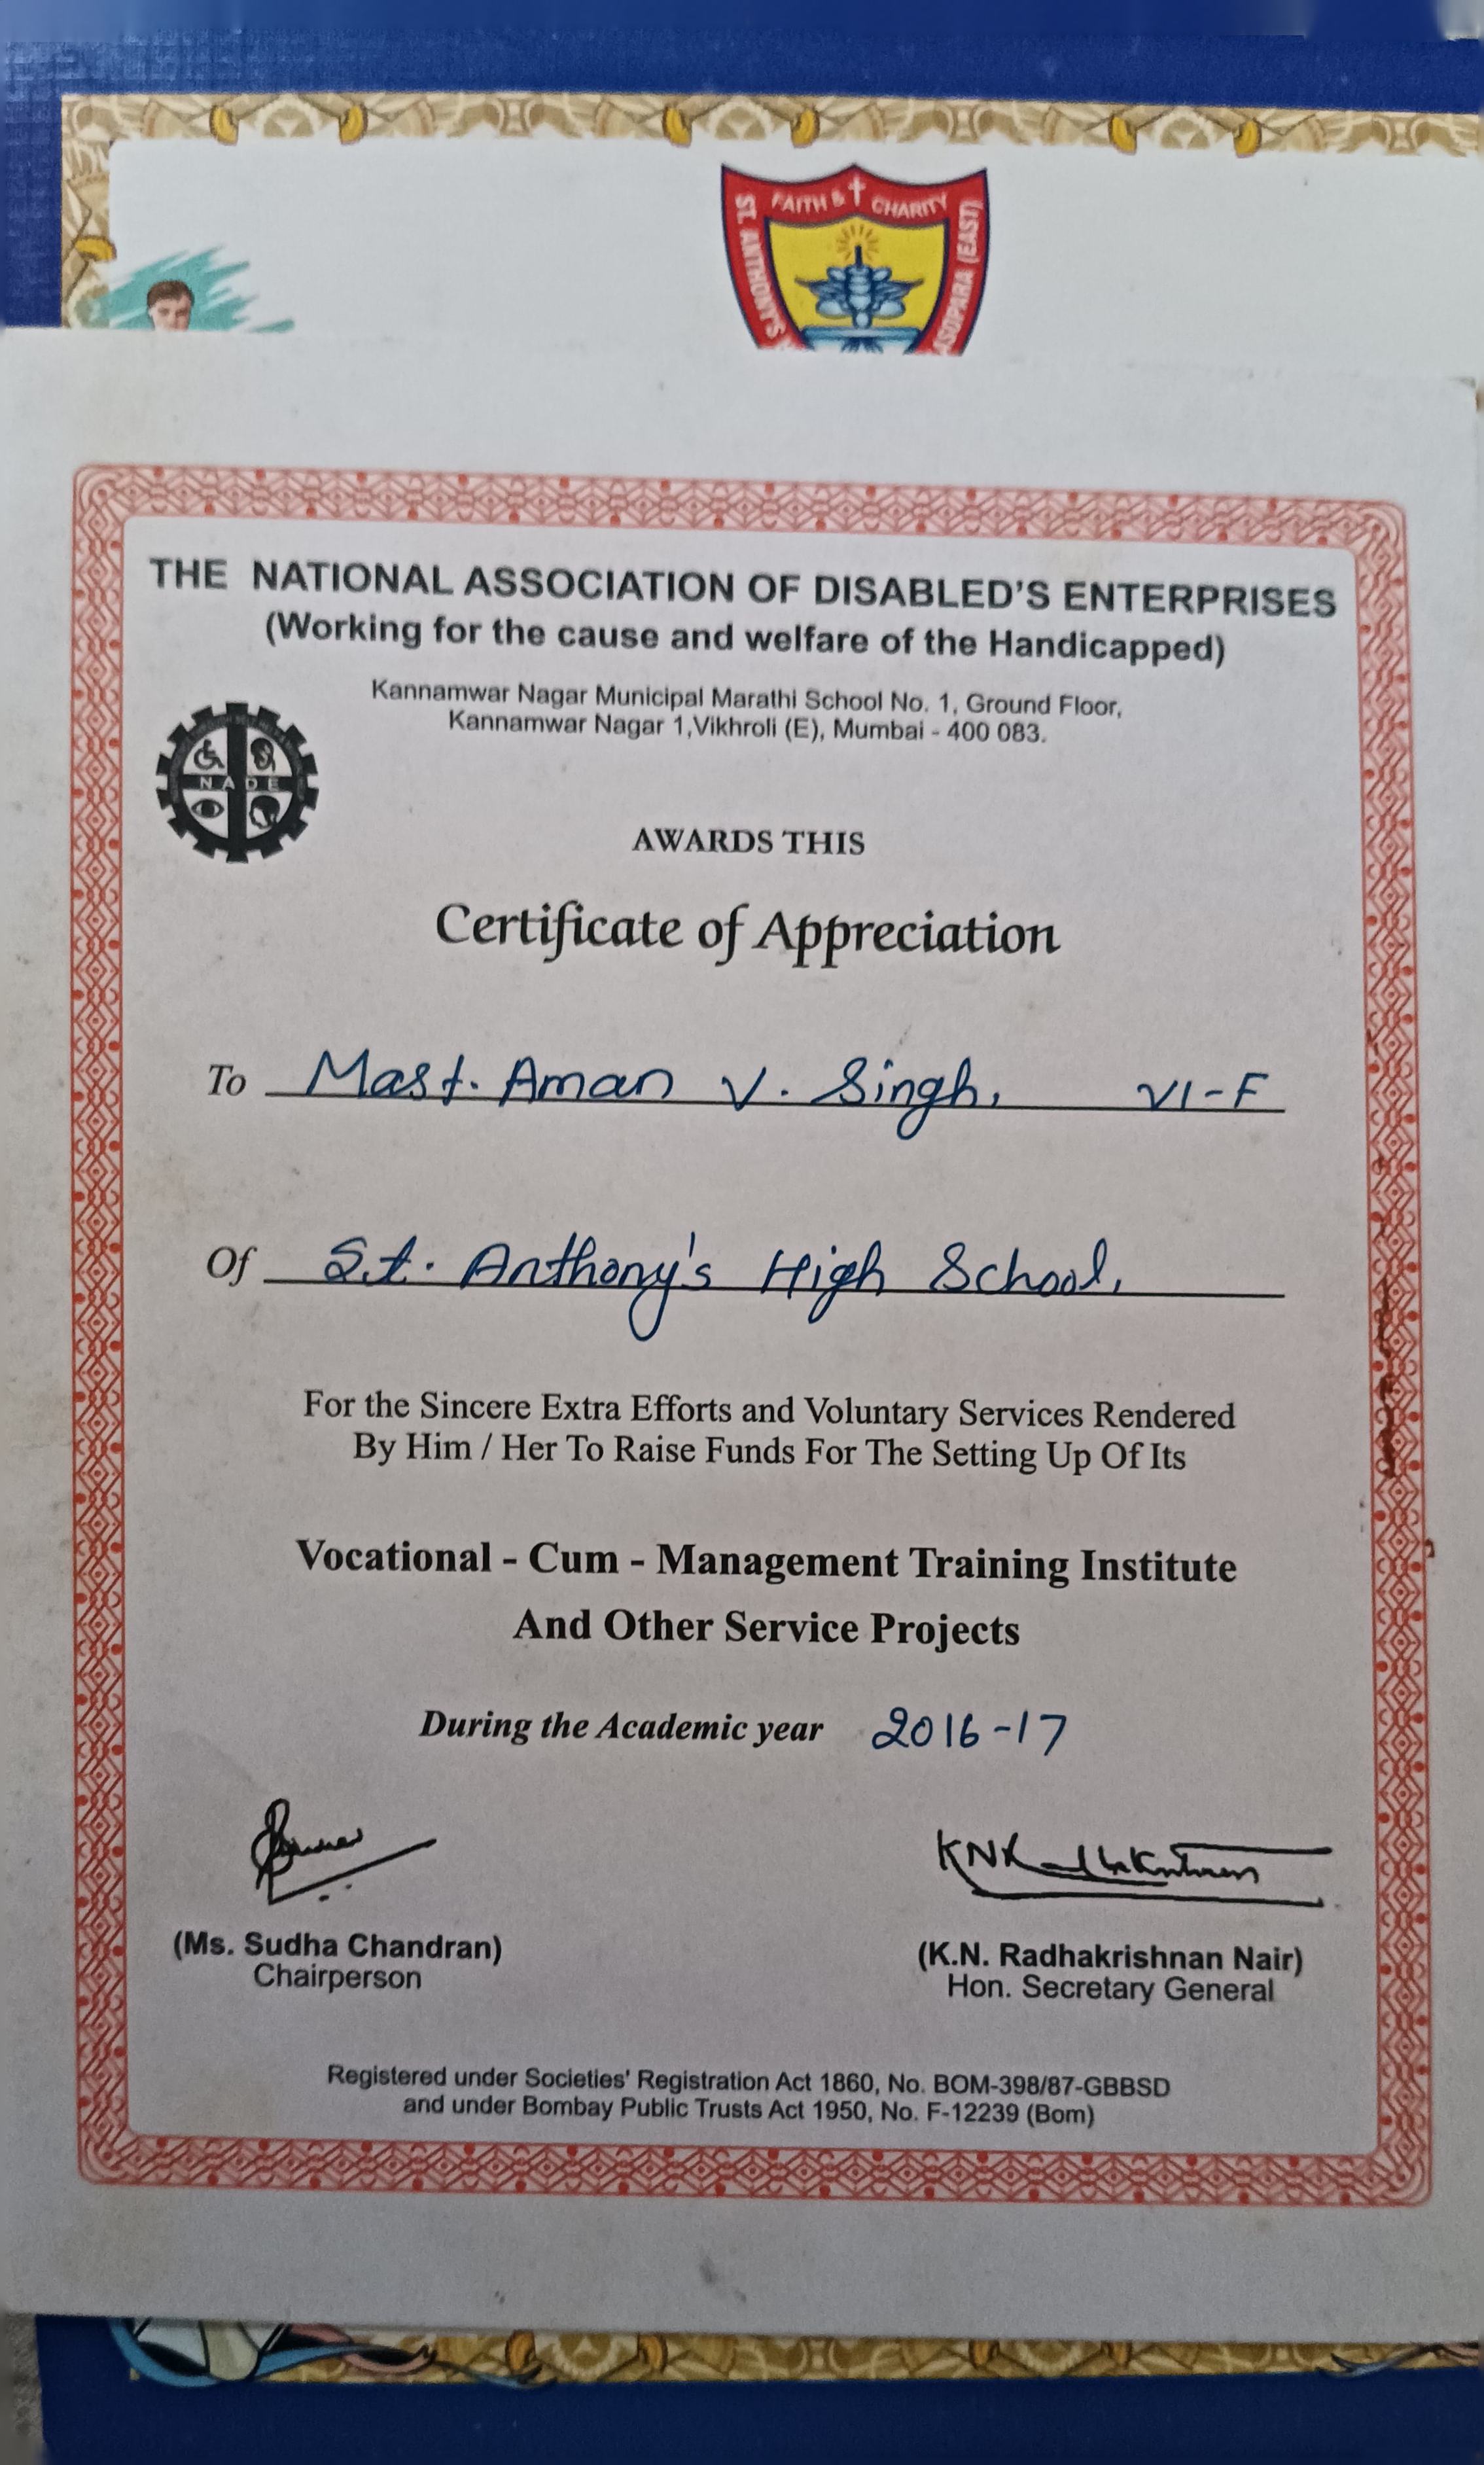 FAITH & CHARITY
ST. ANTHONY'S
ASOPARA (EAST)
THE NATIONAL ASSOCIATION OF DISABLED'S ENTERPRISES
(Working for the cause and welfare of the Handicapped)
Kannamwar Nagar Municipal Marathi School No. 1, Ground Floor,
Kannamwar Nagar 1,Vikhroli (E), Mumbai - 400 083.
NADE
AWARDS THIS
Certificate of Appreciation
To Mast. Aman V. Singh, VI-F
Of St. Anthony's High School,
For the Sincere Extra Efforts and Voluntary Services Rendered
By Him / Her To Raise Funds For The Setting Up Of Its
Vocational - Cum - Management Training Institute
And Other Service Projects
During the Academic year 2016-17
(Ms. Sudha Chandran) (K.N. Radhakrishnan Nair)
Chairperson Hon. Secretary General
Registered under Societies' Registration Act 1860, No. BOM-398/87-GBBSD
and under Bombay Public Trusts Act 1950, No. F-12239 (Bom)